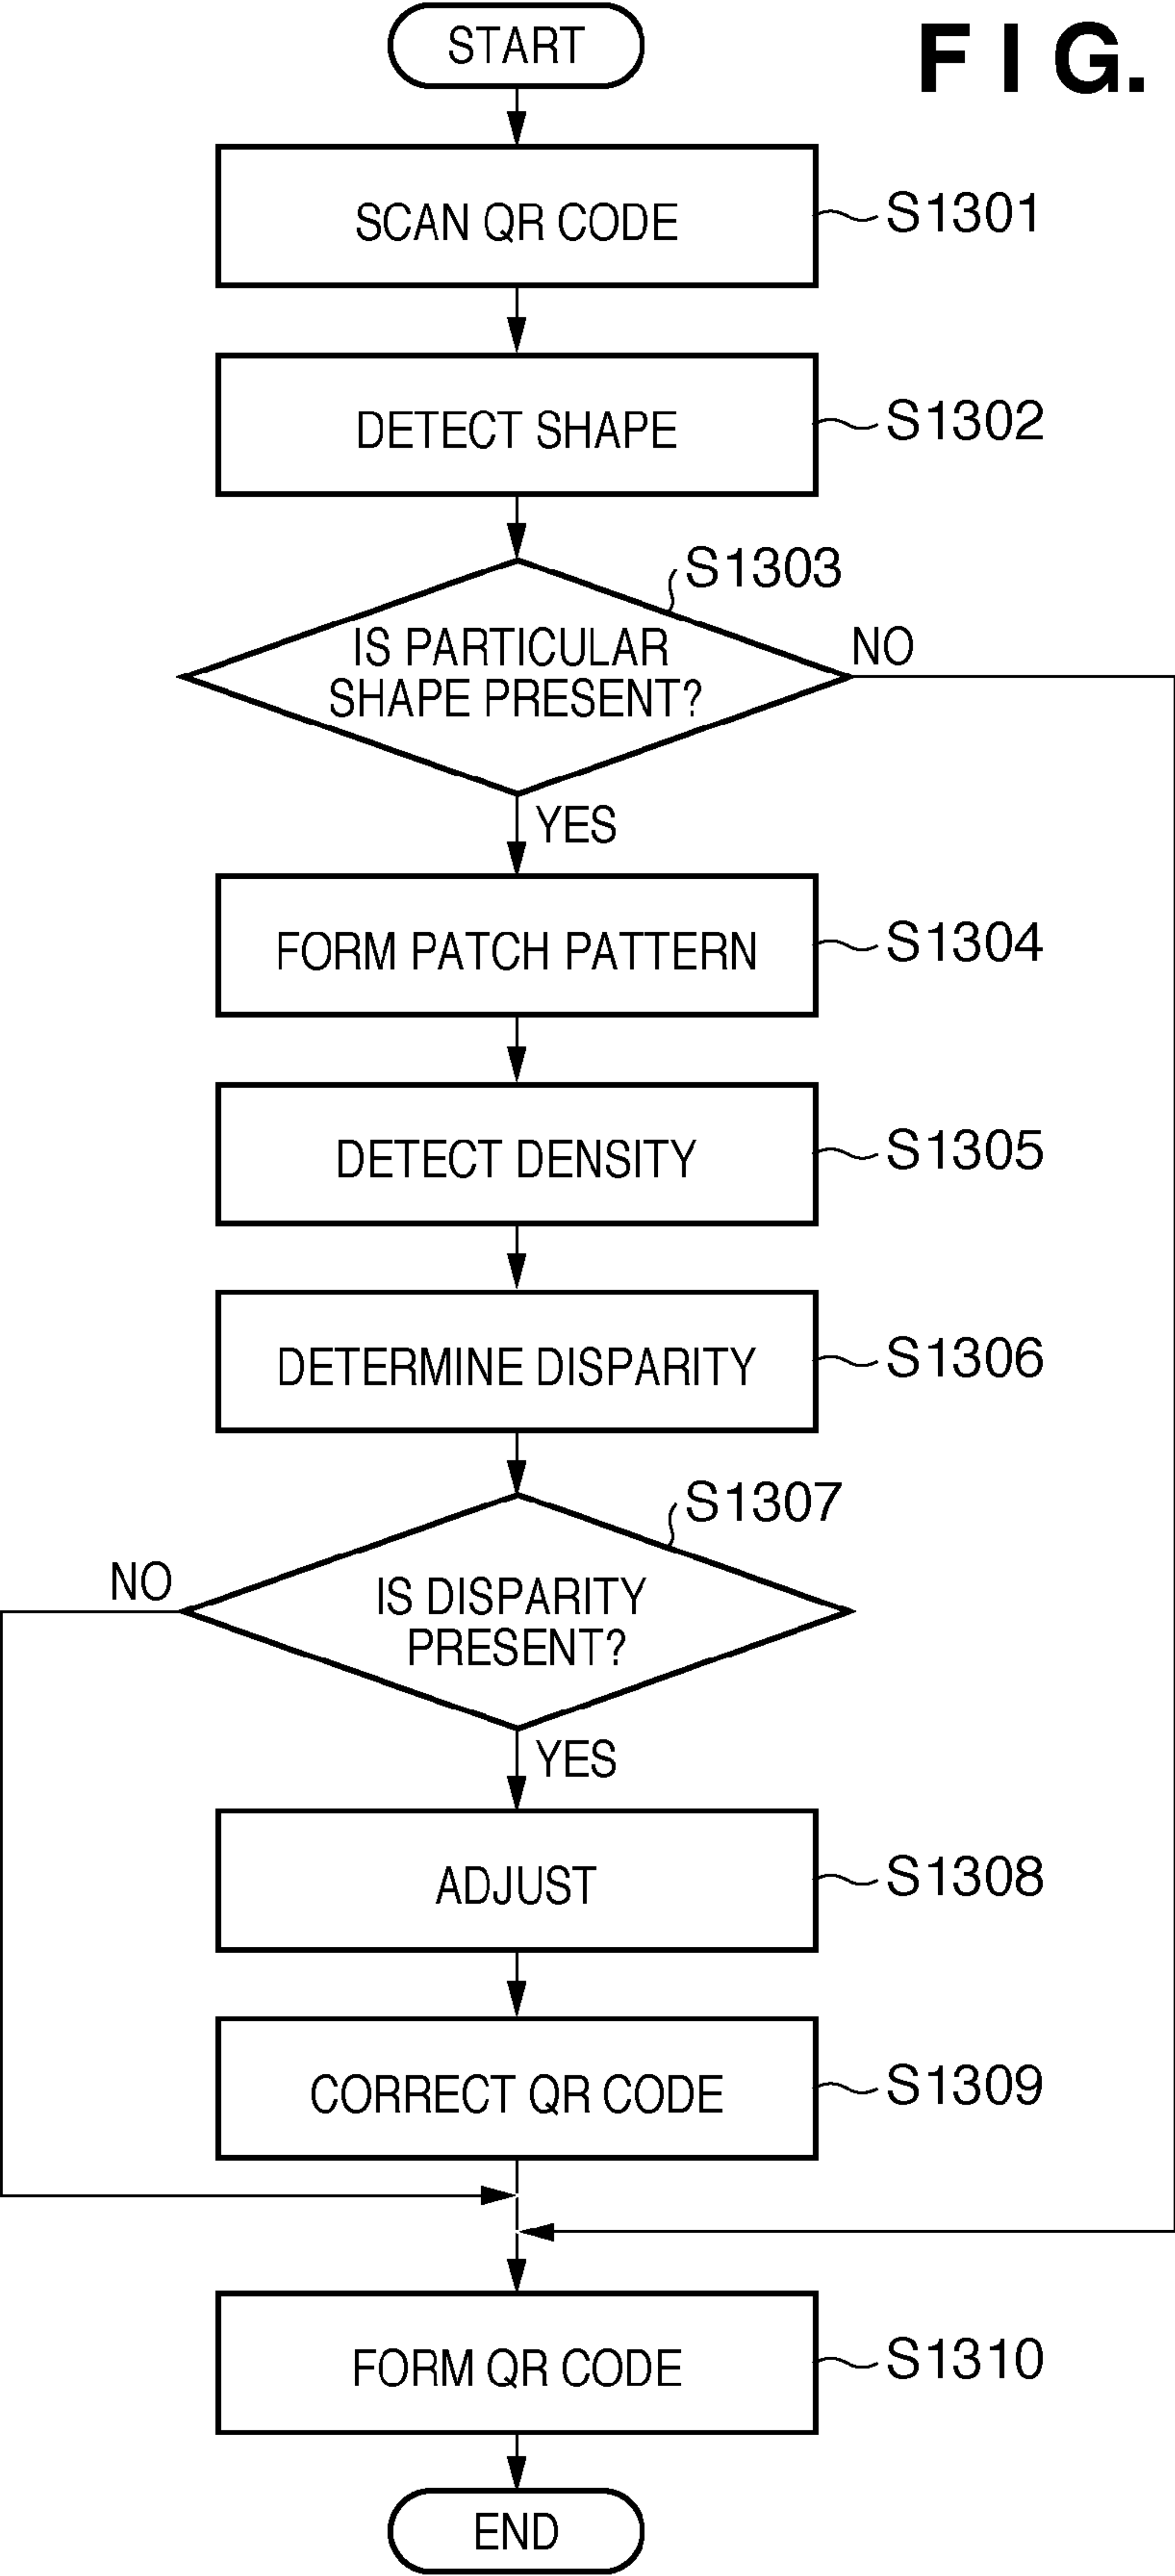 START
F I G.
SCAN QR CODE
S1301
DETECT SHAPE
S1302
S1303
IS PARTICULAR
SHAPE PRESENT?
NO
YES
FORM PATCH PATTERN
S1304
DETECT DENSITY
S1305
DETERMINE DISPARITY
S1306
S1307
NO
IS DISPARITY
PRESENT?
YES
ADJUST
S1308
CORRECT QR CODE
S1309
FORM QR CODE
S1310
END